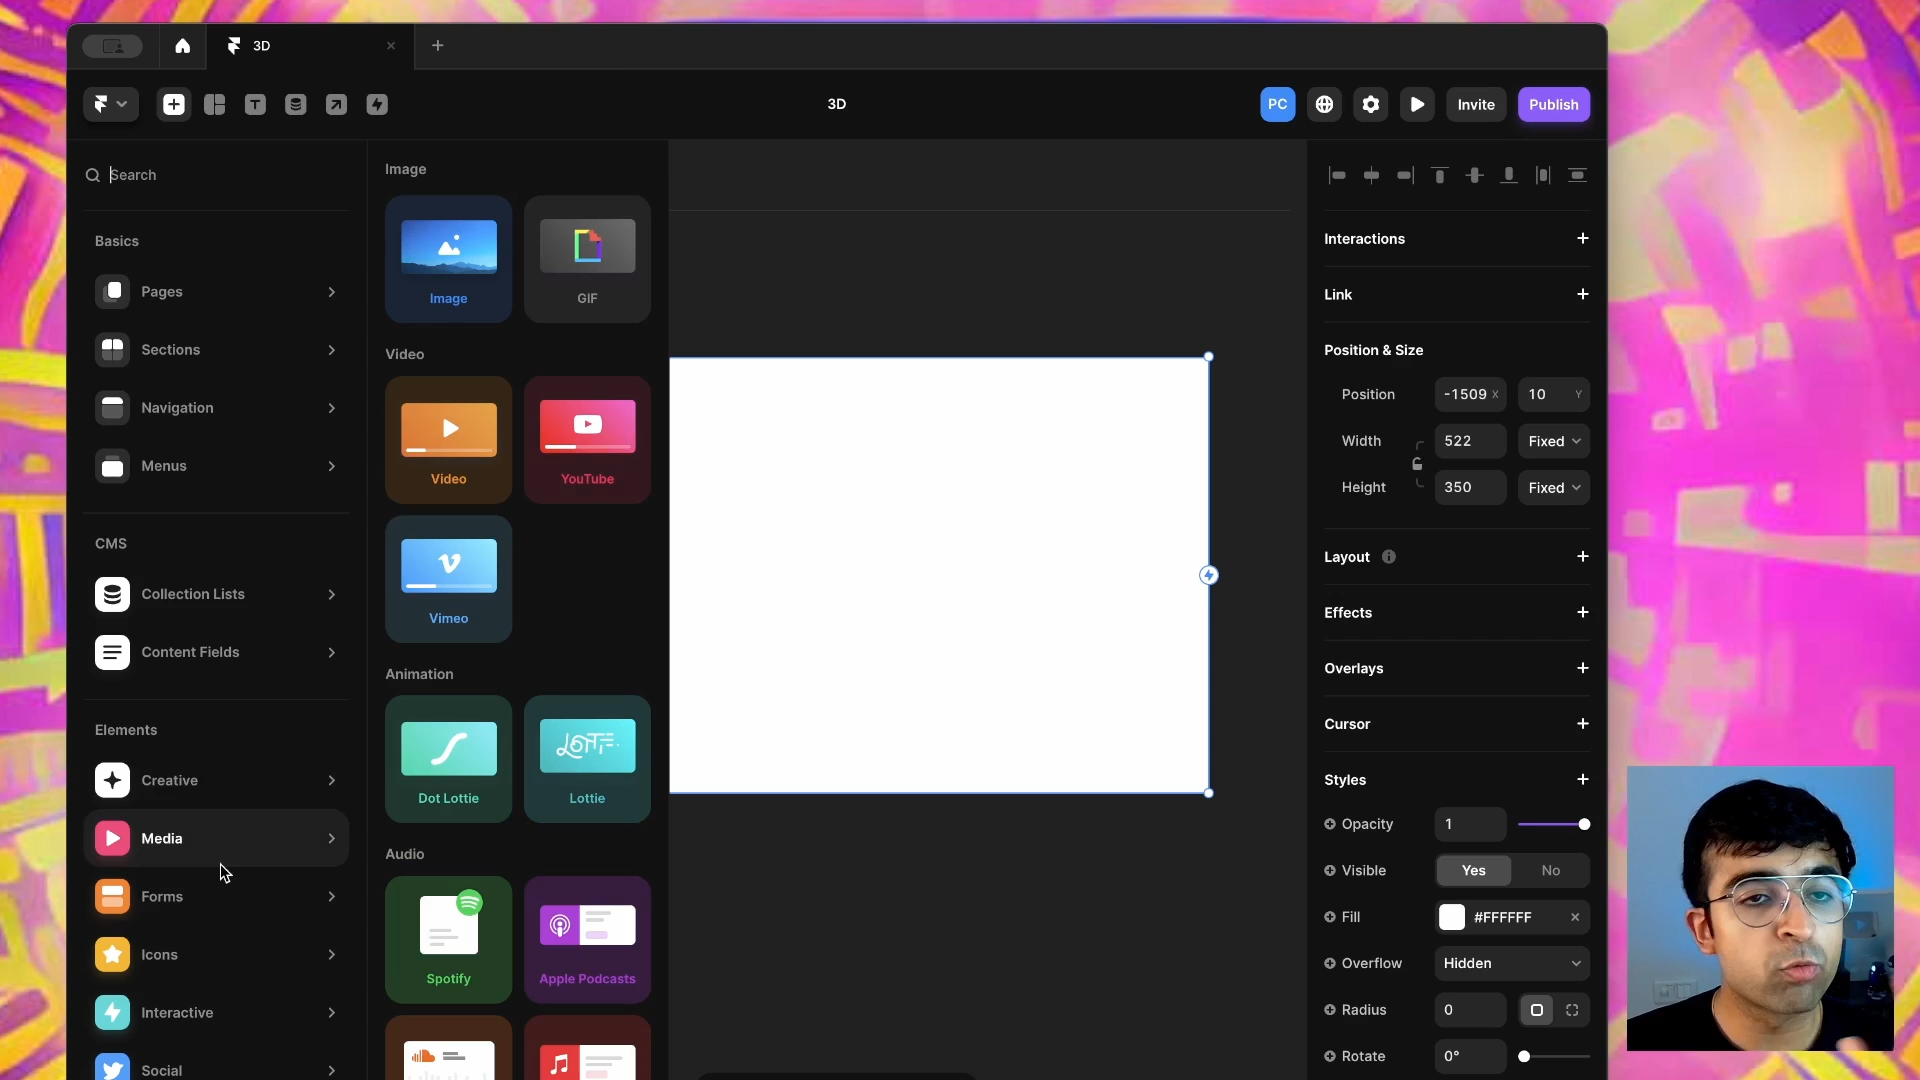 3D
3D
PC
Invite
Publish
Search
Basics
Pages
Sections
Navigation
Menus
CMS
Collection Lists
Content Fields
Elements
Creative
Media
Forms
Icons
Interactive
Social
Image
Image
GIF
Video
Video
YouTube
Vimeo
Animation
LOTTIE
Dot Lottie
Lottie
Audio
Spotify
Apple Podcasts
Interactions
Link
Position & Size
Position -1509 X 10 Y
Width 522 Fixed
Height 350 Fixed
Layout
Effects
Overlays
Cursor
Styles
Opacity 1
Visible Yes No
Fill #FFFFFF
Overflow Hidden
Radius 0
Rotate 0°